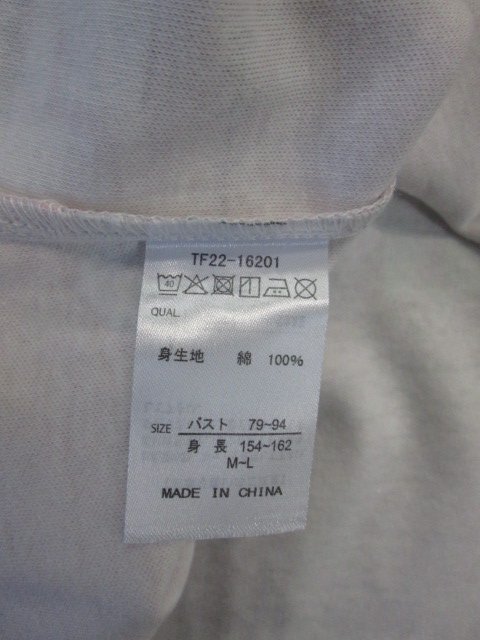 TF22-16201
40
QUAL.
身生地 綿 100%
SIZE バスト 79~94
身長 154~162
M~L
MADE IN CHINA